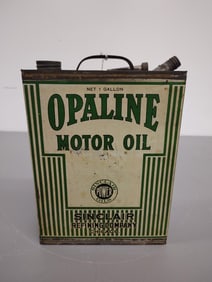 NET 1 GALLON
OPALINE
MOTOR OIL
SINCLAIR
REFINING COMPANY